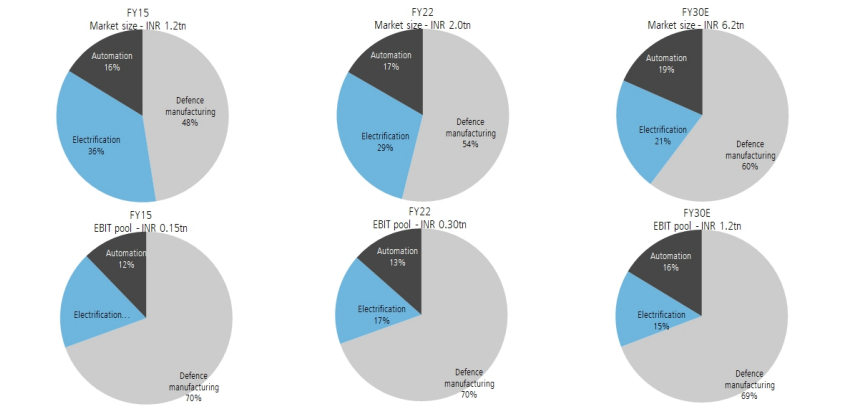 FY15
Market size - INR 1.2tn
Automation
16%
Defence
manufacturing
48%
Electrification
36%
FY22
Market size - INR 2.0tn
Automation
17%
Defence
manufacturing
54%
Electrification
29%
FY30E
Market size - INR 6.2tn
Automation
19%
Electrification
21%
Defence
manufacturing
60%
FY15
EBIT pool - INR 0.15tn
Automation
12%
Electrification...
Defence
manufacturing
70%
FY22
EBIT pool - INR 0.30tn
Automation
13%
Electrification
17%
Defence
manufacturing
70%
FY30E
EBIT pool - INR 1.2tn
Automation
16%
Electrification
15%
Defence
manufacturing
69%